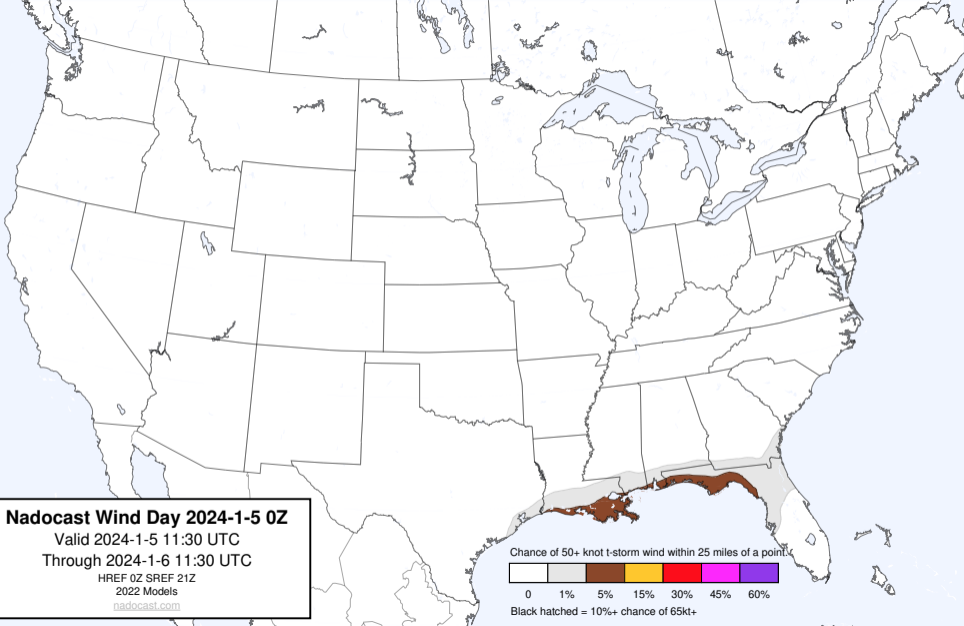 Nadocast Wind Day 2024-1-5 0Z
Valid 2024-1-5 11:30 UTC
Through 2024-1-6 11:30 UTC
HREF 0Z SREF 21Z
2022 Models
nadocast.com
Chance of 50+ knot t-storm wind within 25 miles of a point.
0 1% 5% 15% 30% 45% 60%
Black hatched = 10%+ chance of 65kt+